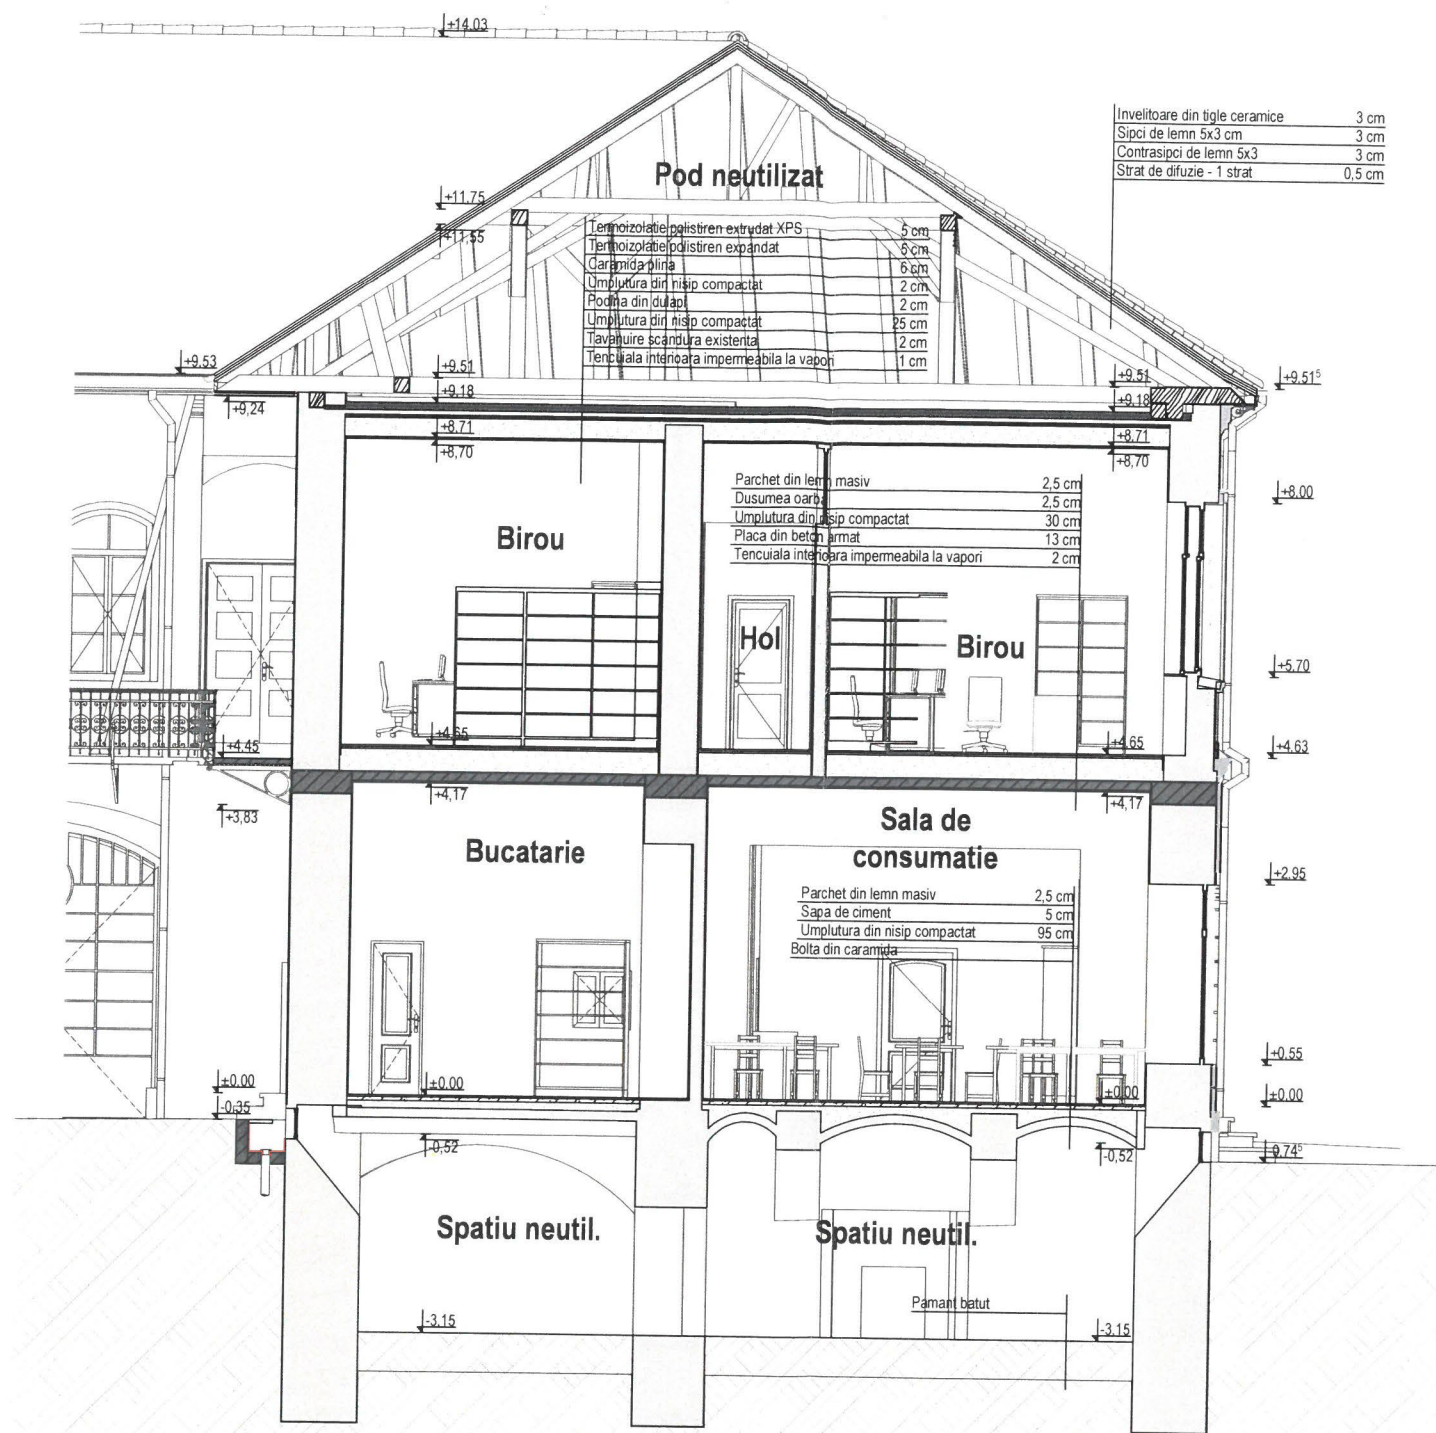 +14.03
Invelitoare din tigle ceramice 3 cm
Sipci de lemn 5x3 cm 3 cm
Contrasipci de lemn 5x3 3 cm
Strat de difuzie - 1 strat 0,5 cm
Pod neutilizat
+11.75
+11,55
Termoizolatie polistiren extrudat XPS 5 cm
Termoizolatie polistiren expandat 5 cm
Caramida plina 6 cm
Umplutura din nisip compactat 2 cm
Podina din dulapi 2 cm
Umplutura din nisip compactat 25 cm
Tavanuire scandura existenta 2 cm
Tencuiala interioara impermeabila la vapori 1 cm
+9.53
+9.51
+9.51
+9.51⁵
+9,24
+9.18
+9.18
+8.71
+8.71
+8,70
+8,70
Parchet din lemn masiv 2,5 cm
Dusumea oarba 2,5 cm
Umplutura din nisip compactat 30 cm
Placa din beton armat 13 cm
Tencuiala interioara impermeabila la vapori 2 cm
+8.00
Birou
Hol
Birou
+5.70
+4.45
+4.65
+4.65
+4.63
+4,17
+4,17
+3,83
Bucatarie
Sala de
consumatie
+2.95
Parchet din lemn masiv 2,5 cm
Sapa de ciment 5 cm
Umplutura din nisip compactat 95 cm
Bolta din caramida
+0.55
±0.00
±0.00
±0.00
±0.00
-0.35
-0,52
-0,52
0.74⁵
Spatiu neutil.
Spatiu neutil.
Pamant batut
-3.15
-3.15